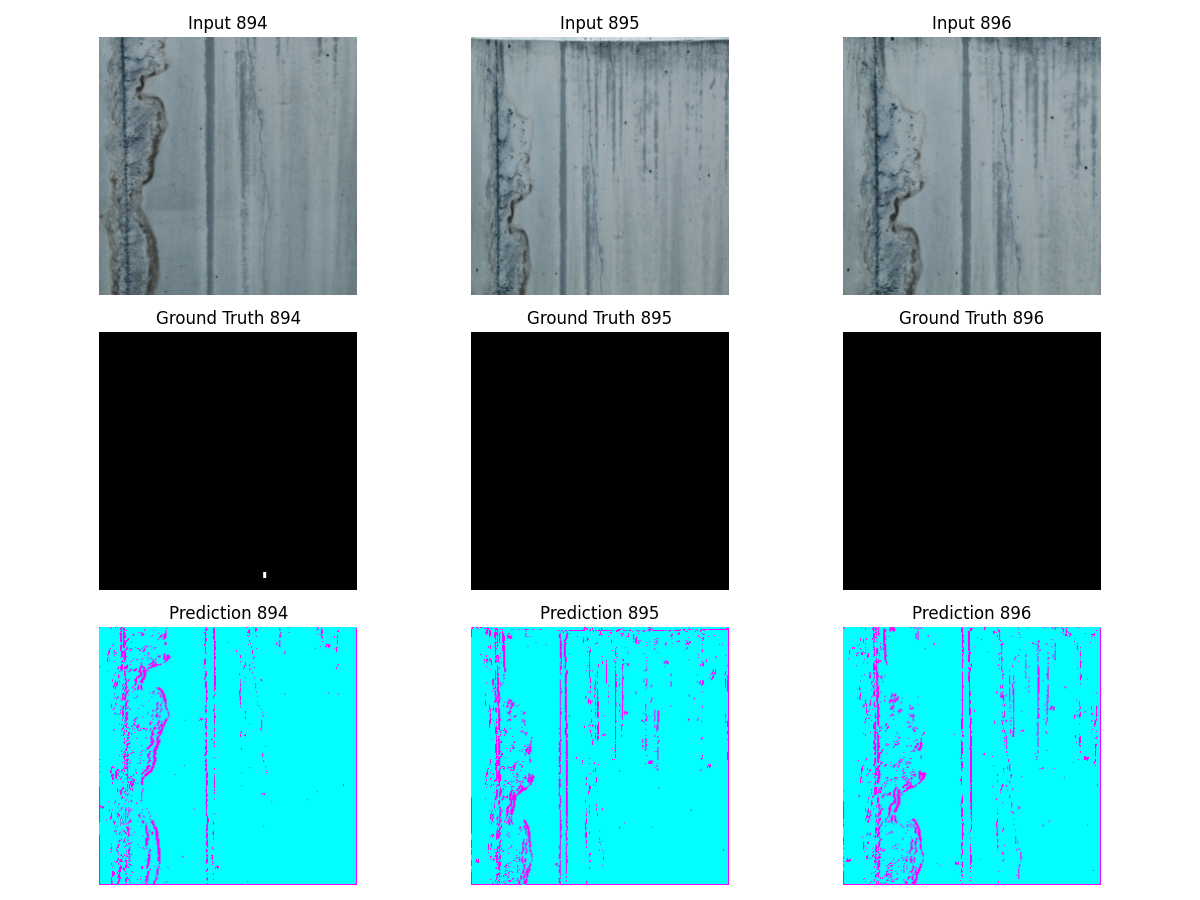 Input 894
Input 895
Input 896
Ground Truth 894
Ground Truth 895
Ground Truth 896
Prediction 894
Prediction 895
Prediction 896